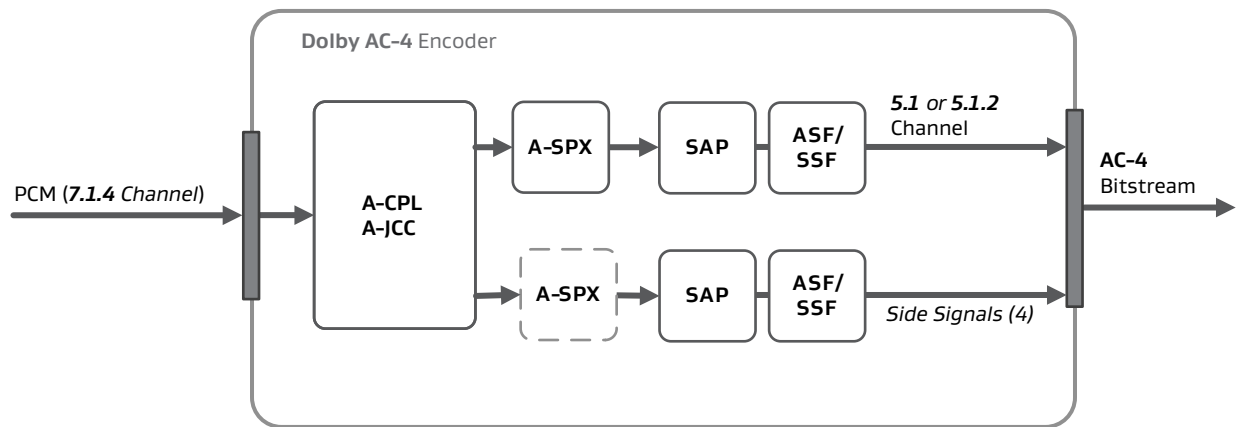 Dolby AC-4 Encoder
PCM (7.1.4 Channel)
A-CPL
A-JCC
A-SPX
SAP
ASF/
SSF
5.1 or 5.1.2
Channel
A-SPX
SAP
ASF/
SSF
Side Signals (4)
AC-4
Bitstream